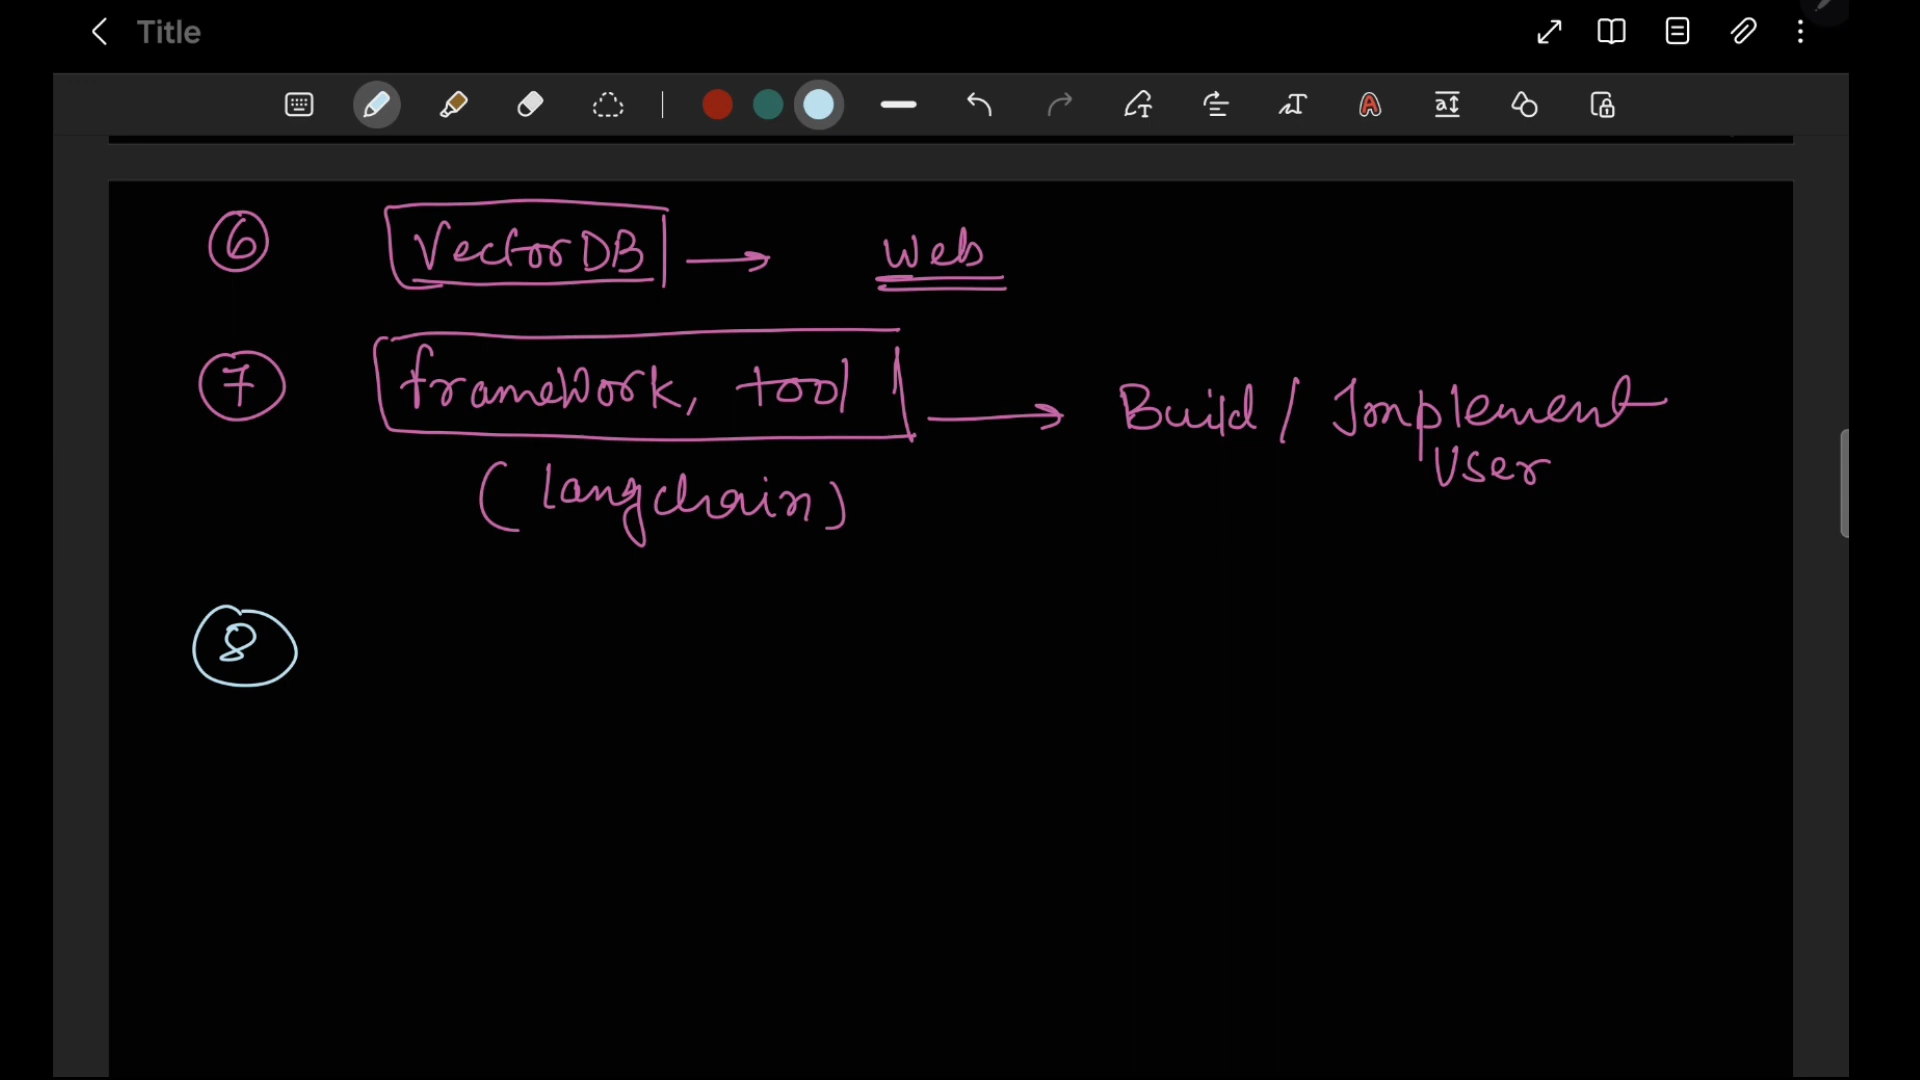 Title
6 VectorDB → Web
7 frameWork, tool → Build / Implement
User
(langchain)
8